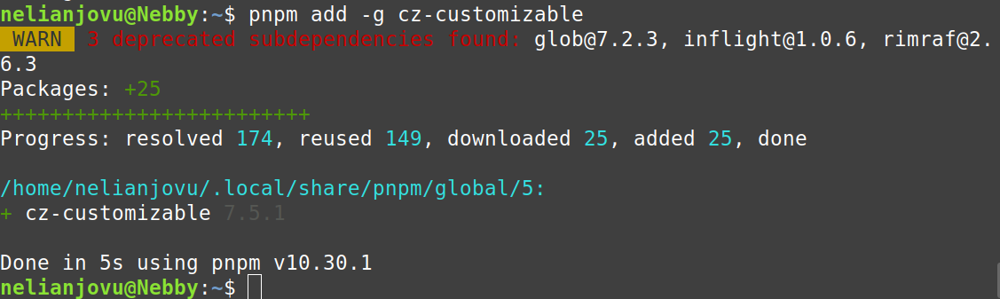 nelianjovu@Nebby:~$ pnpm add -g cz-customizable
 WARN  3 deprecated subdependencies found: glob@7.2.3, inflight@1.0.6, rimraf@2.
6.3
Packages: +25
+++++++++++++++++++++++++
Progress: resolved 174, reused 149, downloaded 25, added 25, done
/home/nelianjovu/.local/share/pnpm/global/5:
+ cz-customizable 7.5.1
Done in 5s using pnpm v10.30.1
nelianjovu@Nebby:~$